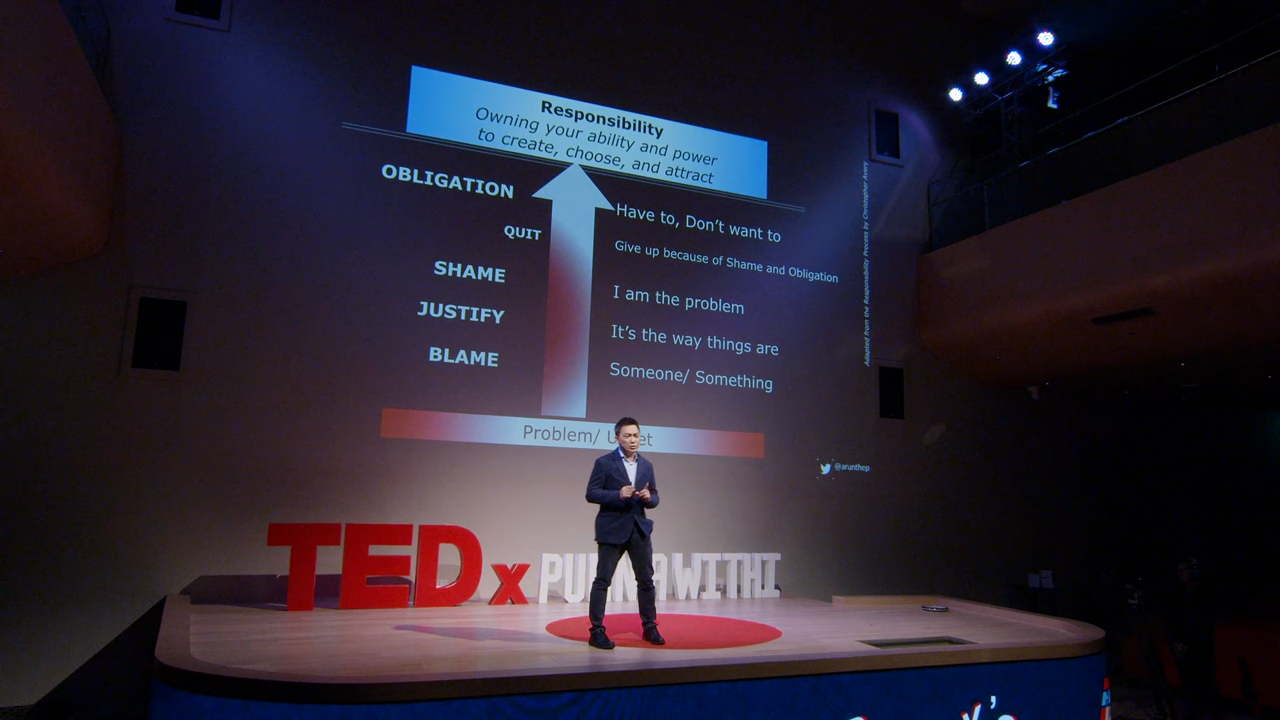 Responsibility
Owning your ability and power
to create, choose, and attract
OBLIGATION
Have to, Don't want to
QUIT
Give up because of Shame and Obligation
SHAME
I am the problem
JUSTIFY
It's the way things are
BLAME
Someone/ Something
Problem/
Adapted from the Responsibility Process by Christopher Avery
@arunthep
TEDx